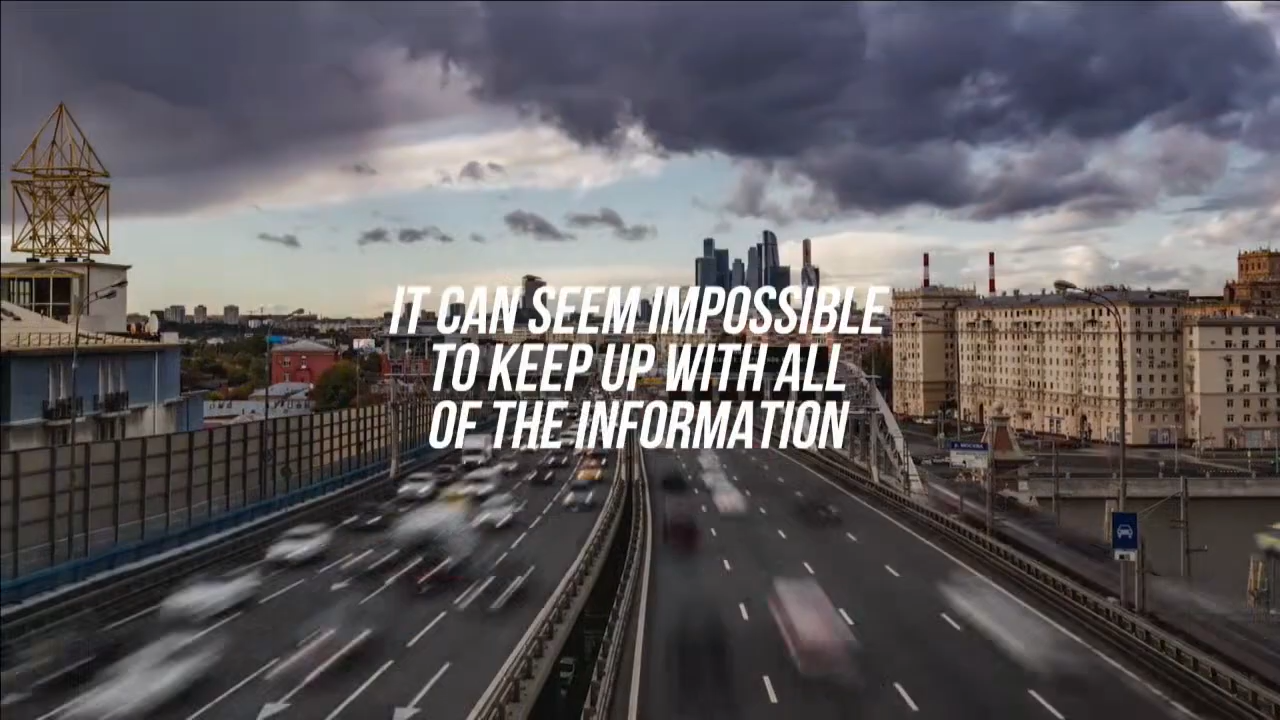 IT CAN SEEM IMPOSSIBLE
TO KEEP UP WITH ALL
OF THE INFORMATION